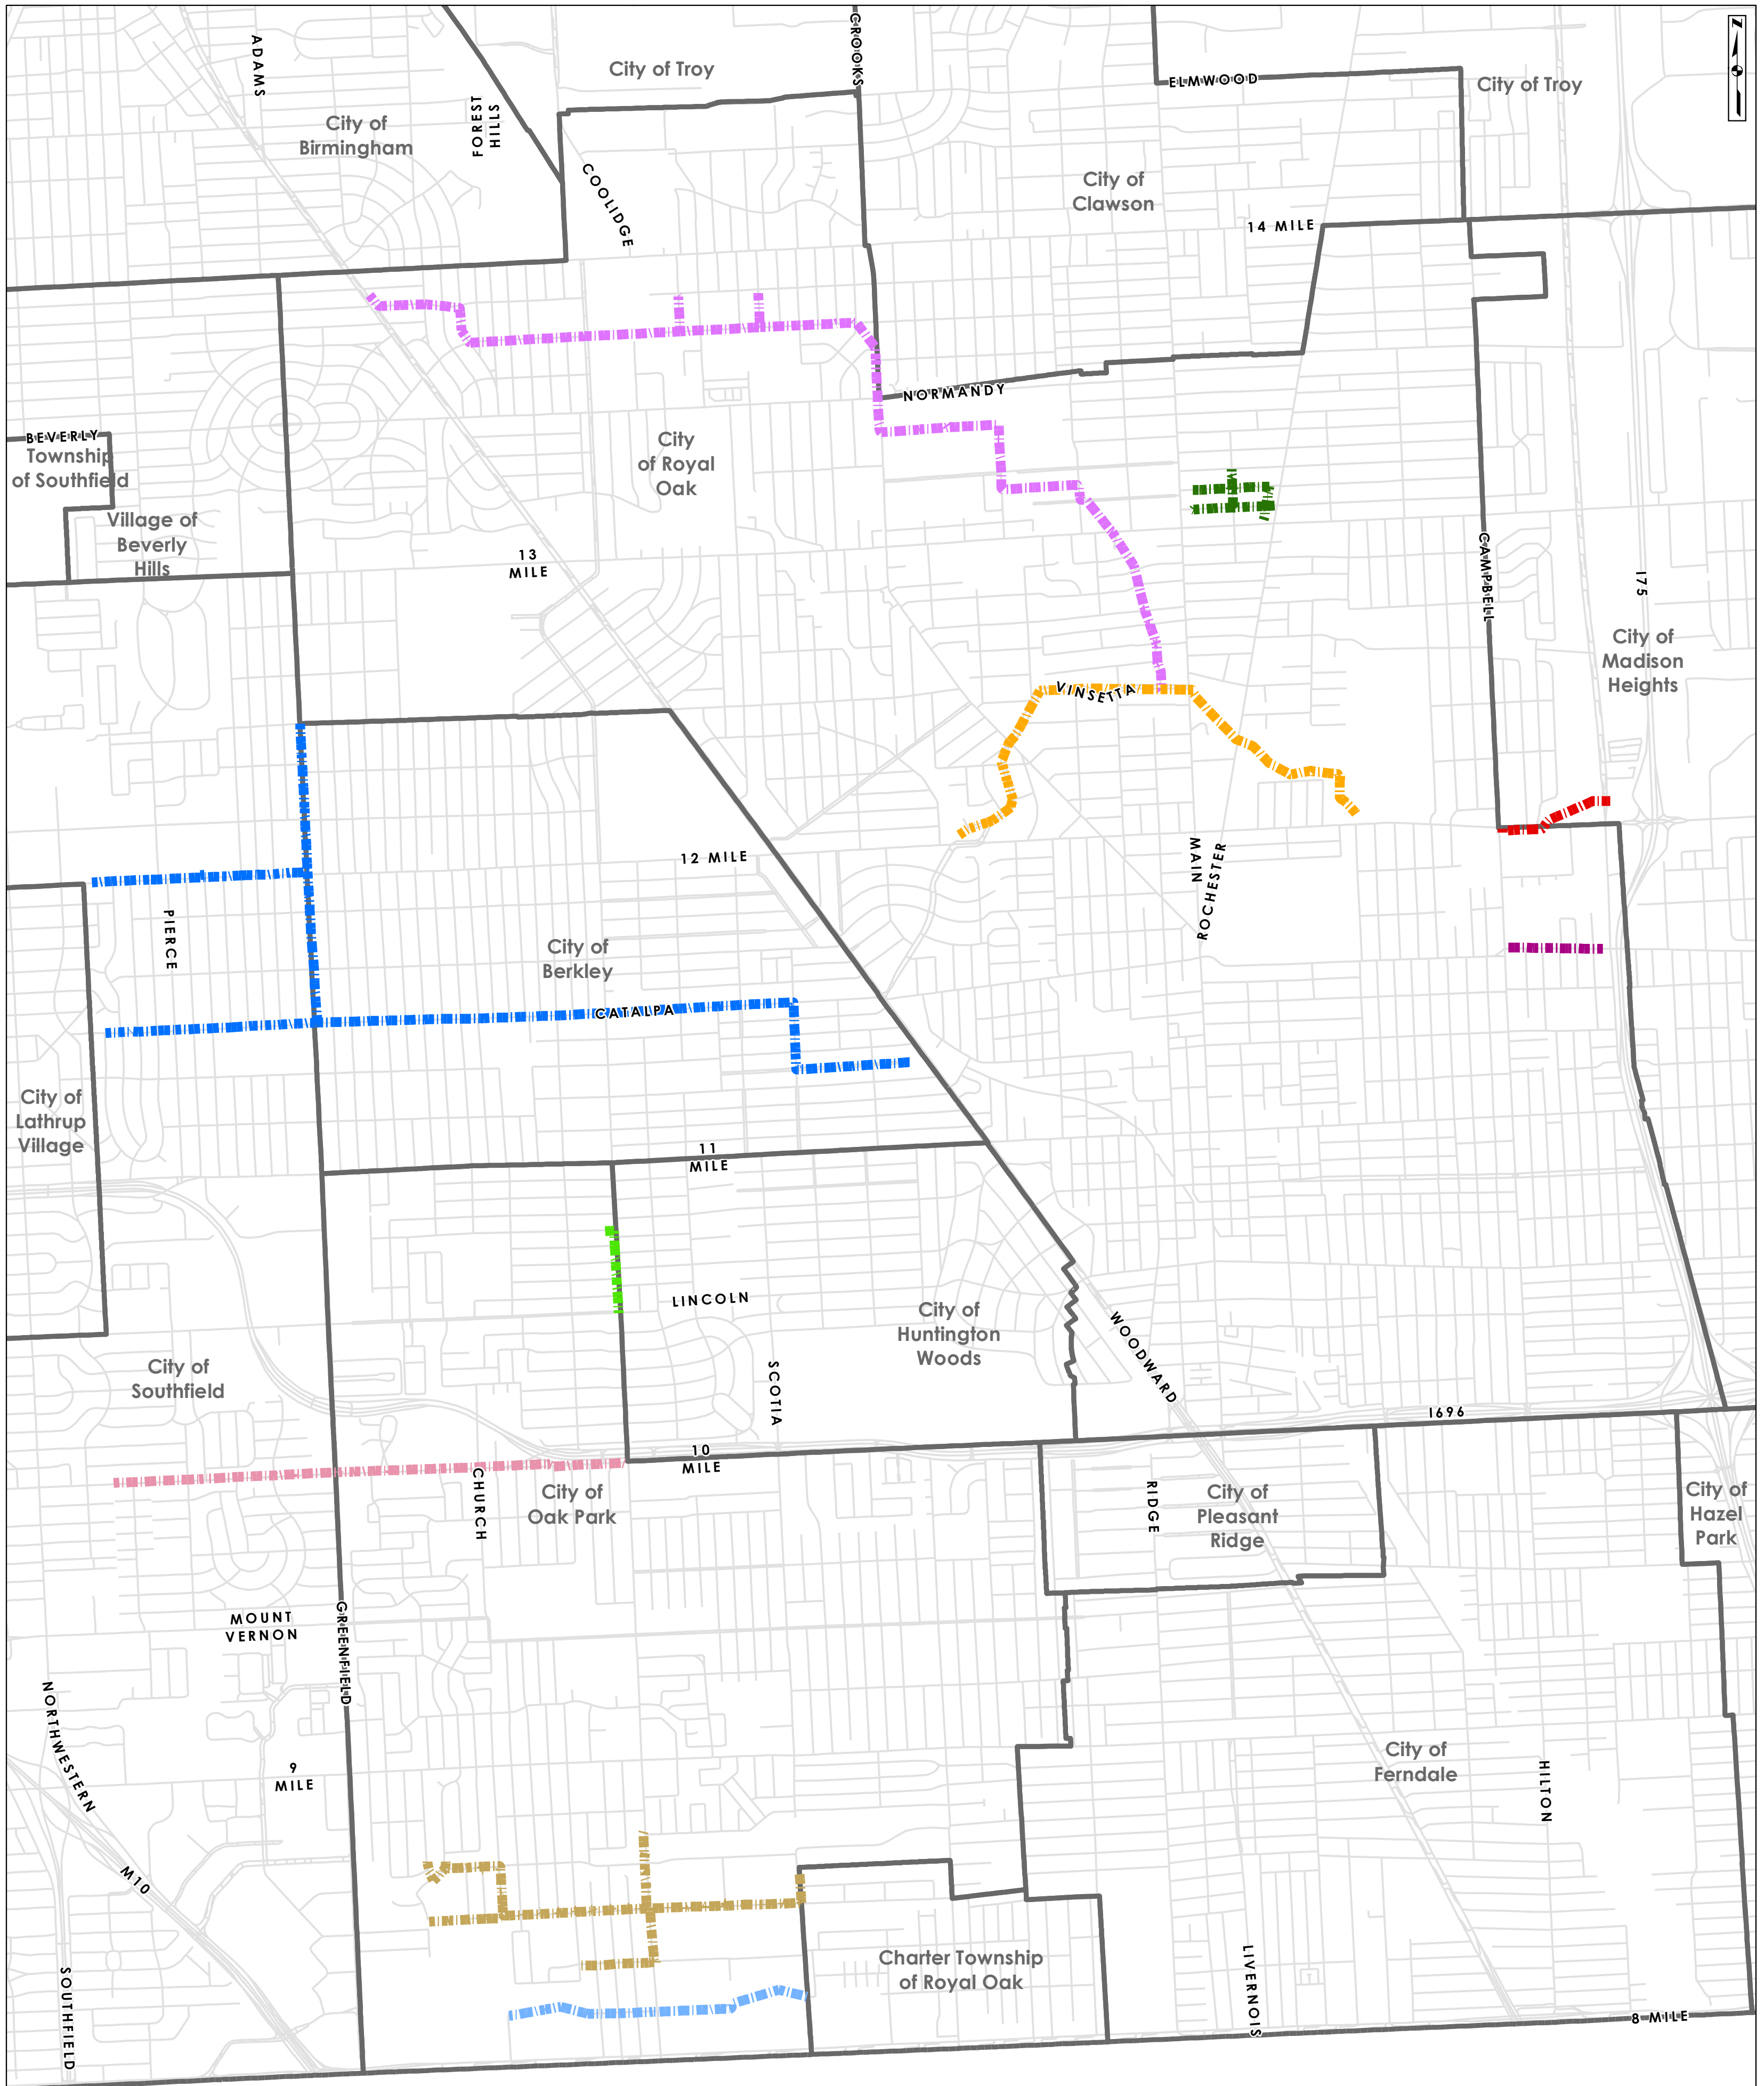 CROOKS
ADAMS
City of Troy
ELMWOOD
City of Troy
N
FOREST
HILLS
City of
Birmingham
COOLIDGE
City of
Clawson
14 MILE
NORMANDY
BEVERLY
Township
of Southfield
City
of Royal
Oak
Village of
Beverly
Hills
13
MILE
CAMPBELL
I75
City of
Madison
Heights
VINSETTA
12 MILE
MAIN
ROCHESTER
PIERCE
City of
Berkley
CATALPA
City of
Lathrup
Village
11
MILE
LINCOLN
City of
Huntington
Woods
WOODWARD
City of
Southfield
SCOTIA
I696
10
MILE
CHURCH
City of
Oak Park
RIDGE
City of
Pleasant
Ridge
City of
Hazel
Park
MOUNT
VERNON
GREENFIELD
NORTHWESTERN
9
MILE
City of
Ferndale
HILTON
M10
Charter Township
of Royal Oak
LIVERNOIS
SOUTHFIELD
8 MILE